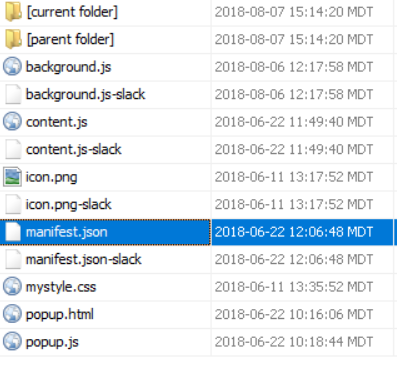 [current folder] 2018-08-07 15:14:20 MDT
[parent folder] 2018-08-07 15:14:20 MDT
background.js 2018-08-06 12:17:58 MDT
background.js-slack 2018-08-06 12:17:58 MDT
content.js 2018-06-22 11:49:40 MDT
content.js-slack 2018-06-22 11:49:40 MDT
icon.png 2018-06-11 13:17:52 MDT
icon.png-slack 2018-06-11 13:17:52 MDT
manifest.json 2018-06-22 12:06:48 MDT
manifest.json-slack 2018-06-22 12:06:48 MDT
mystyle.css 2018-06-11 13:35:52 MDT
popup.html 2018-06-22 10:16:06 MDT
popup.js 2018-06-22 10:18:44 MDT